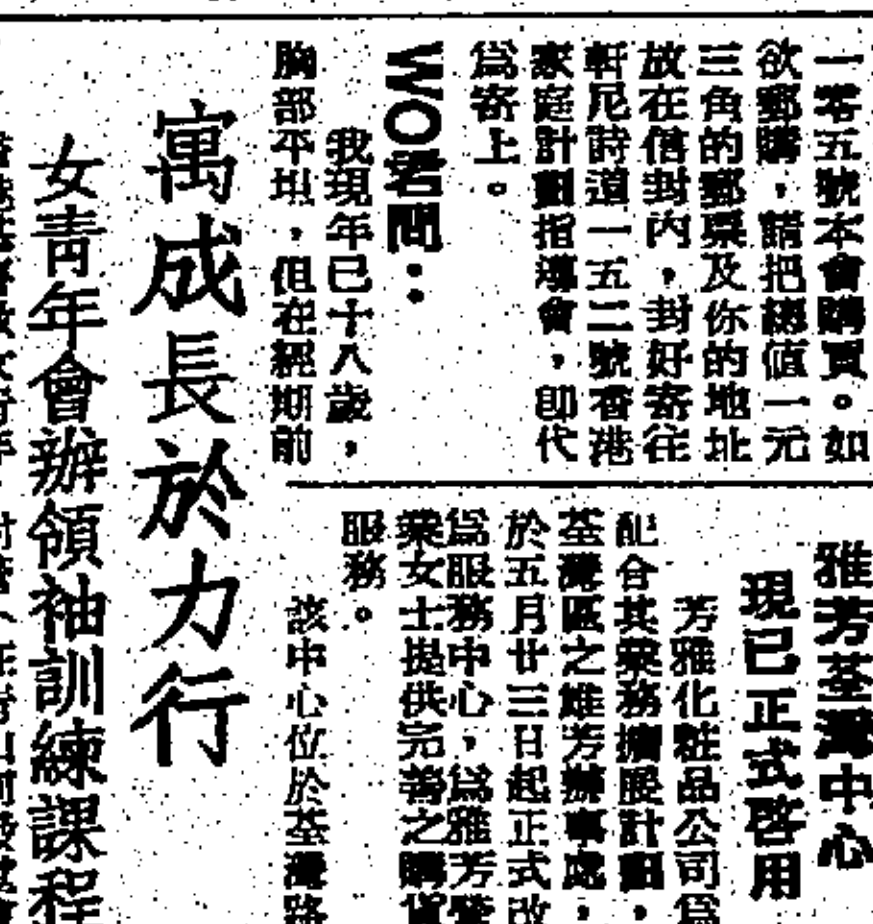 一零五號本會購買。如
欲郵購，請把總值一元
三角的郵票及你的地址
放在信封內，封好寄往
軒尼詩道一五二號香港
家庭計劃指導會，卽代
爲寄上。
WO君問：
我現年已十八歲，
胸部平坦，但在經期前
雅芳荃灣中心
現已正式啓用
芳雅化粧品公司爲
配合其業務擴展計劃，
荃灣區之雅芳辦事處，
於五月廿三日起正式改
爲服務中心，爲雅芳營
業女士提供完善之購貨
服務。
該中心位於荃灣路
寓成長於力行
女青年會辦領袖訓練課程